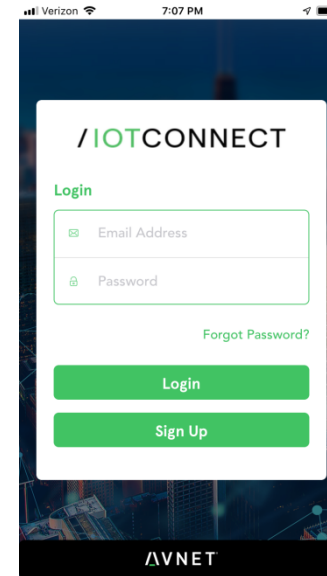 Verizon 7:07 PM
/IOTCONNECT
Login
Email Address
Password
Forgot Password?
Login
Sign Up
AVNET